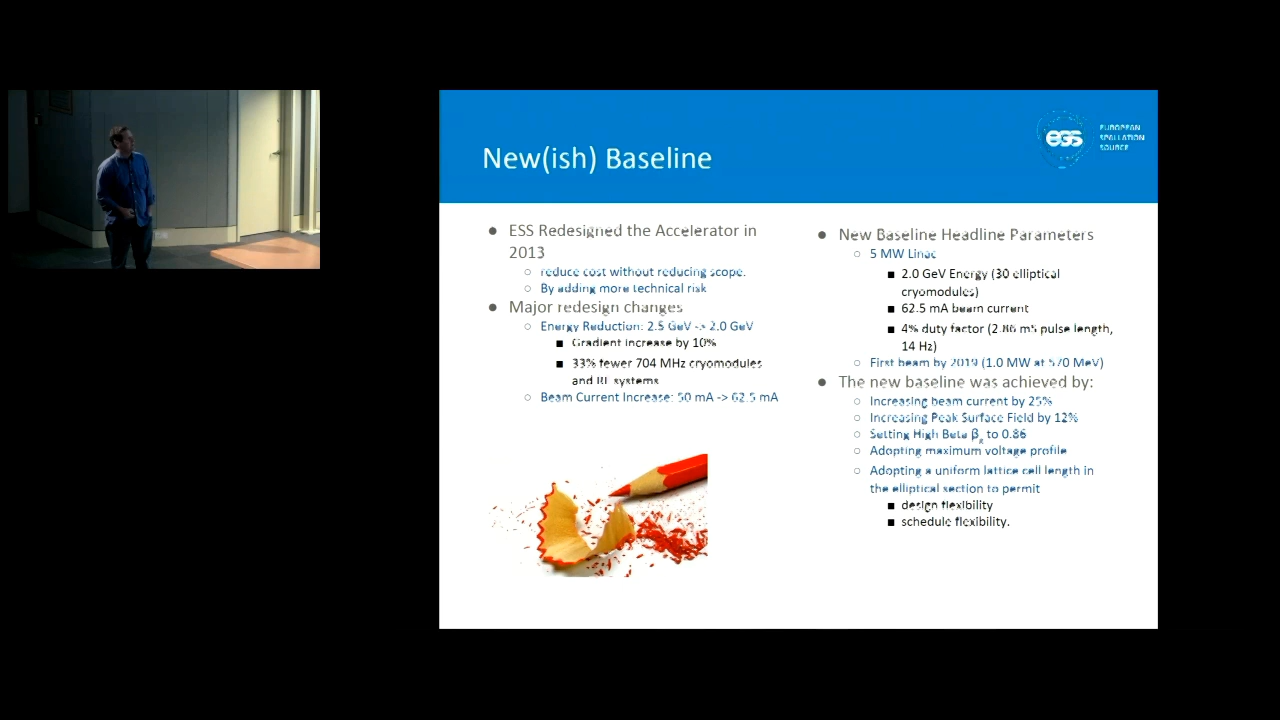 New(ish) Baseline
ess
EUROPEAN
SPALLATION
SOURCE
● ESS Redesigned the Accelerator in
2013
○ reduce cost without reducing scope.
○ By adding more technical risk
● Major redesign changes
○ Energy Reduction: 2.5 GeV -> 2.0 GeV
■ Gradient increase by 10%
■ 33% fewer 704 MHz cryomodules
and RF systems
○ Beam Current Increase: 50 mA -> 62.5 mA
● New Baseline Headline Parameters
○ 5 MW Linac
■ 2.0 GeV Energy (30 elliptical
cryomodules)
■ 62.5 mA beam current
■ 4% duty factor (2.86 ms pulse length,
14 Hz)
○ First beam by 2019 (1.0 MW at 570 MeV)
● The new baseline was achieved by:
○ Increasing beam current by 25%
○ Increasing Peak Surface Field by 12%
○ Setting High Beta βg to 0.86
○ Adopting maximum voltage profile
○ Adopting a uniform lattice cell length in
the elliptical section to permit
■ design flexibility
■ schedule flexibility.